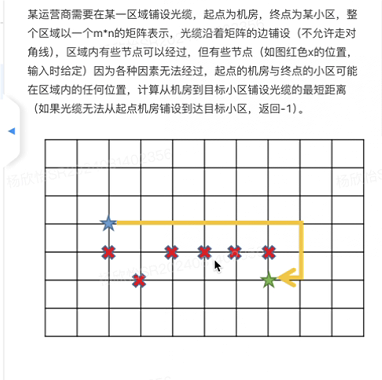 某运营商需要在某一区域铺设光缆，起点为机房，终点为某小区，整
个区域以一个m*n的矩阵表示，光缆沿着矩阵的边铺设（不允许走对
角线），区域内有些节点可以经过，但有些节点（如图红色x的位置，
输入时给定）因为各种因素无法经过，起点的机房与终点的小区可能
在区域内的任何位置，计算从机房到目标小区铺设光缆的最短距离
（如果光缆无法从起点机房铺设到达目标小区，返回-1）。